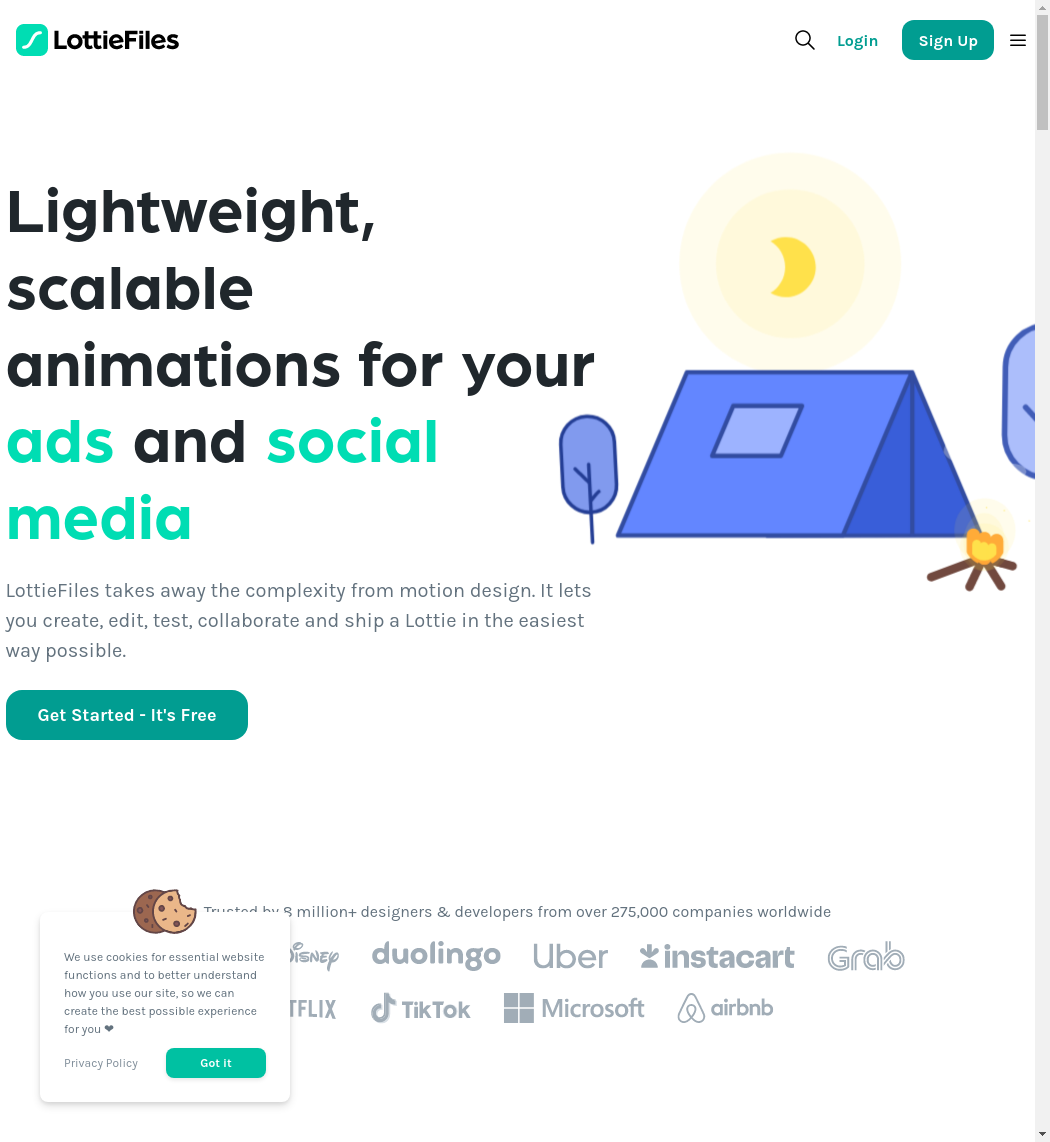 LottieFiles
Login
Sign Up
Lightweight,
scalable
animations for your
ads and social
media
LottieFiles takes away the complexity from motion design. It lets
you create, edit, test, collaborate and ship a Lottie in the easiest
way possible.
Get Started - It's Free
Trusted by 8 million+ designers & developers from over 275,000 companies worldwide
Disney duolingo Uber instacart Grab
TFLIX TikTok Microsoft airbnb
We use cookies for essential website
functions and to better understand
how you use our site, so we can
create the best possible experience
for you ❤
Privacy Policy
Got it